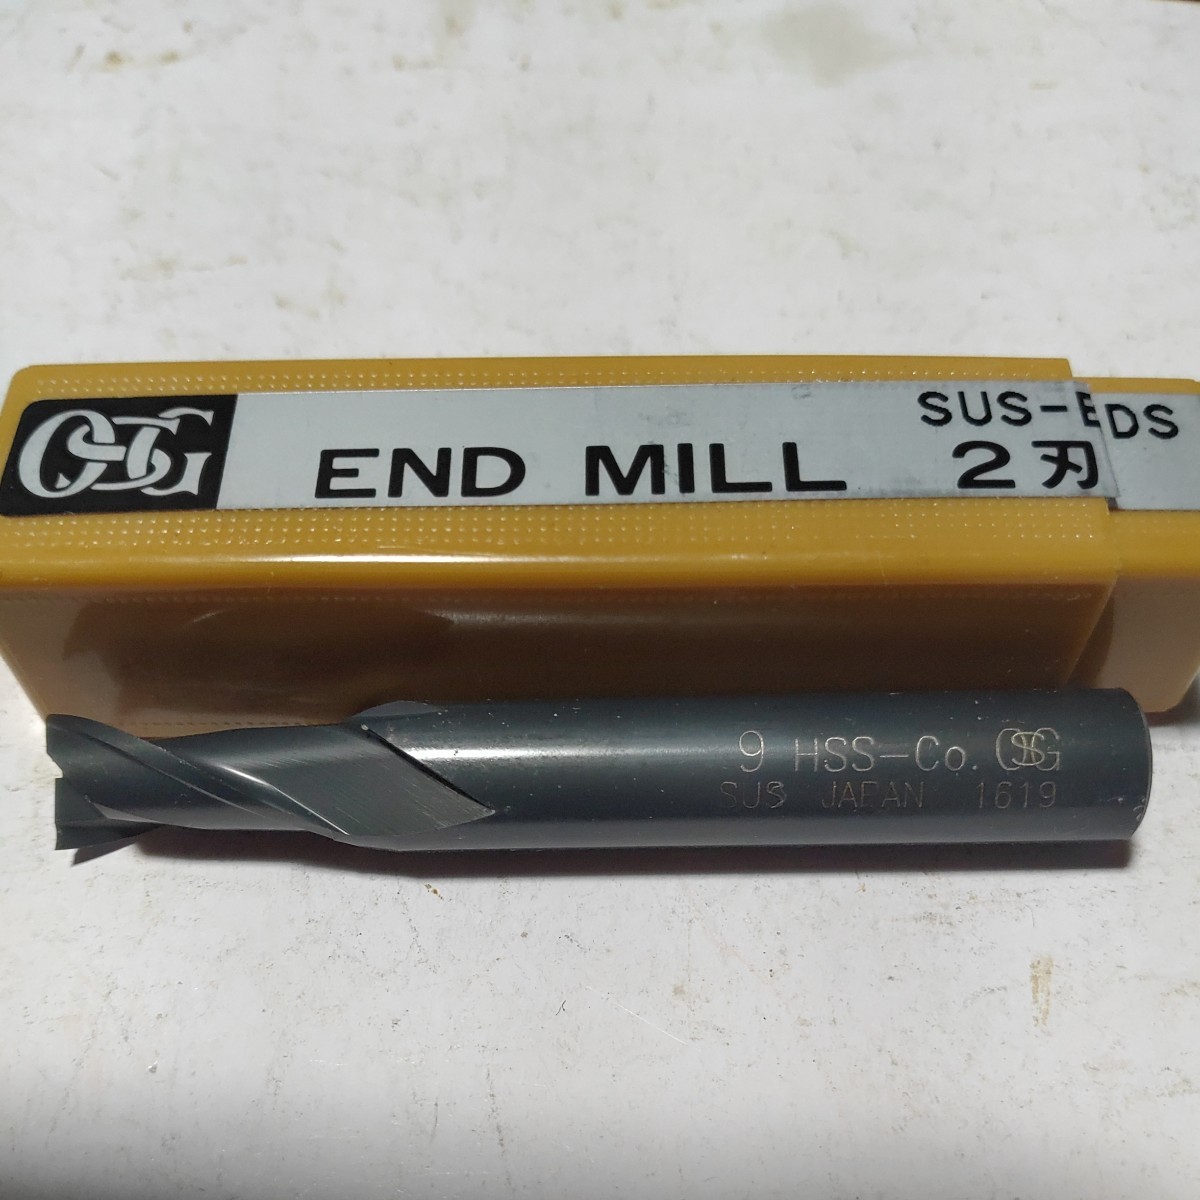 OSG
SUS-EDS
END MILL 2刃
9 HSS-Co. OSG
SUS JAPAN 1619